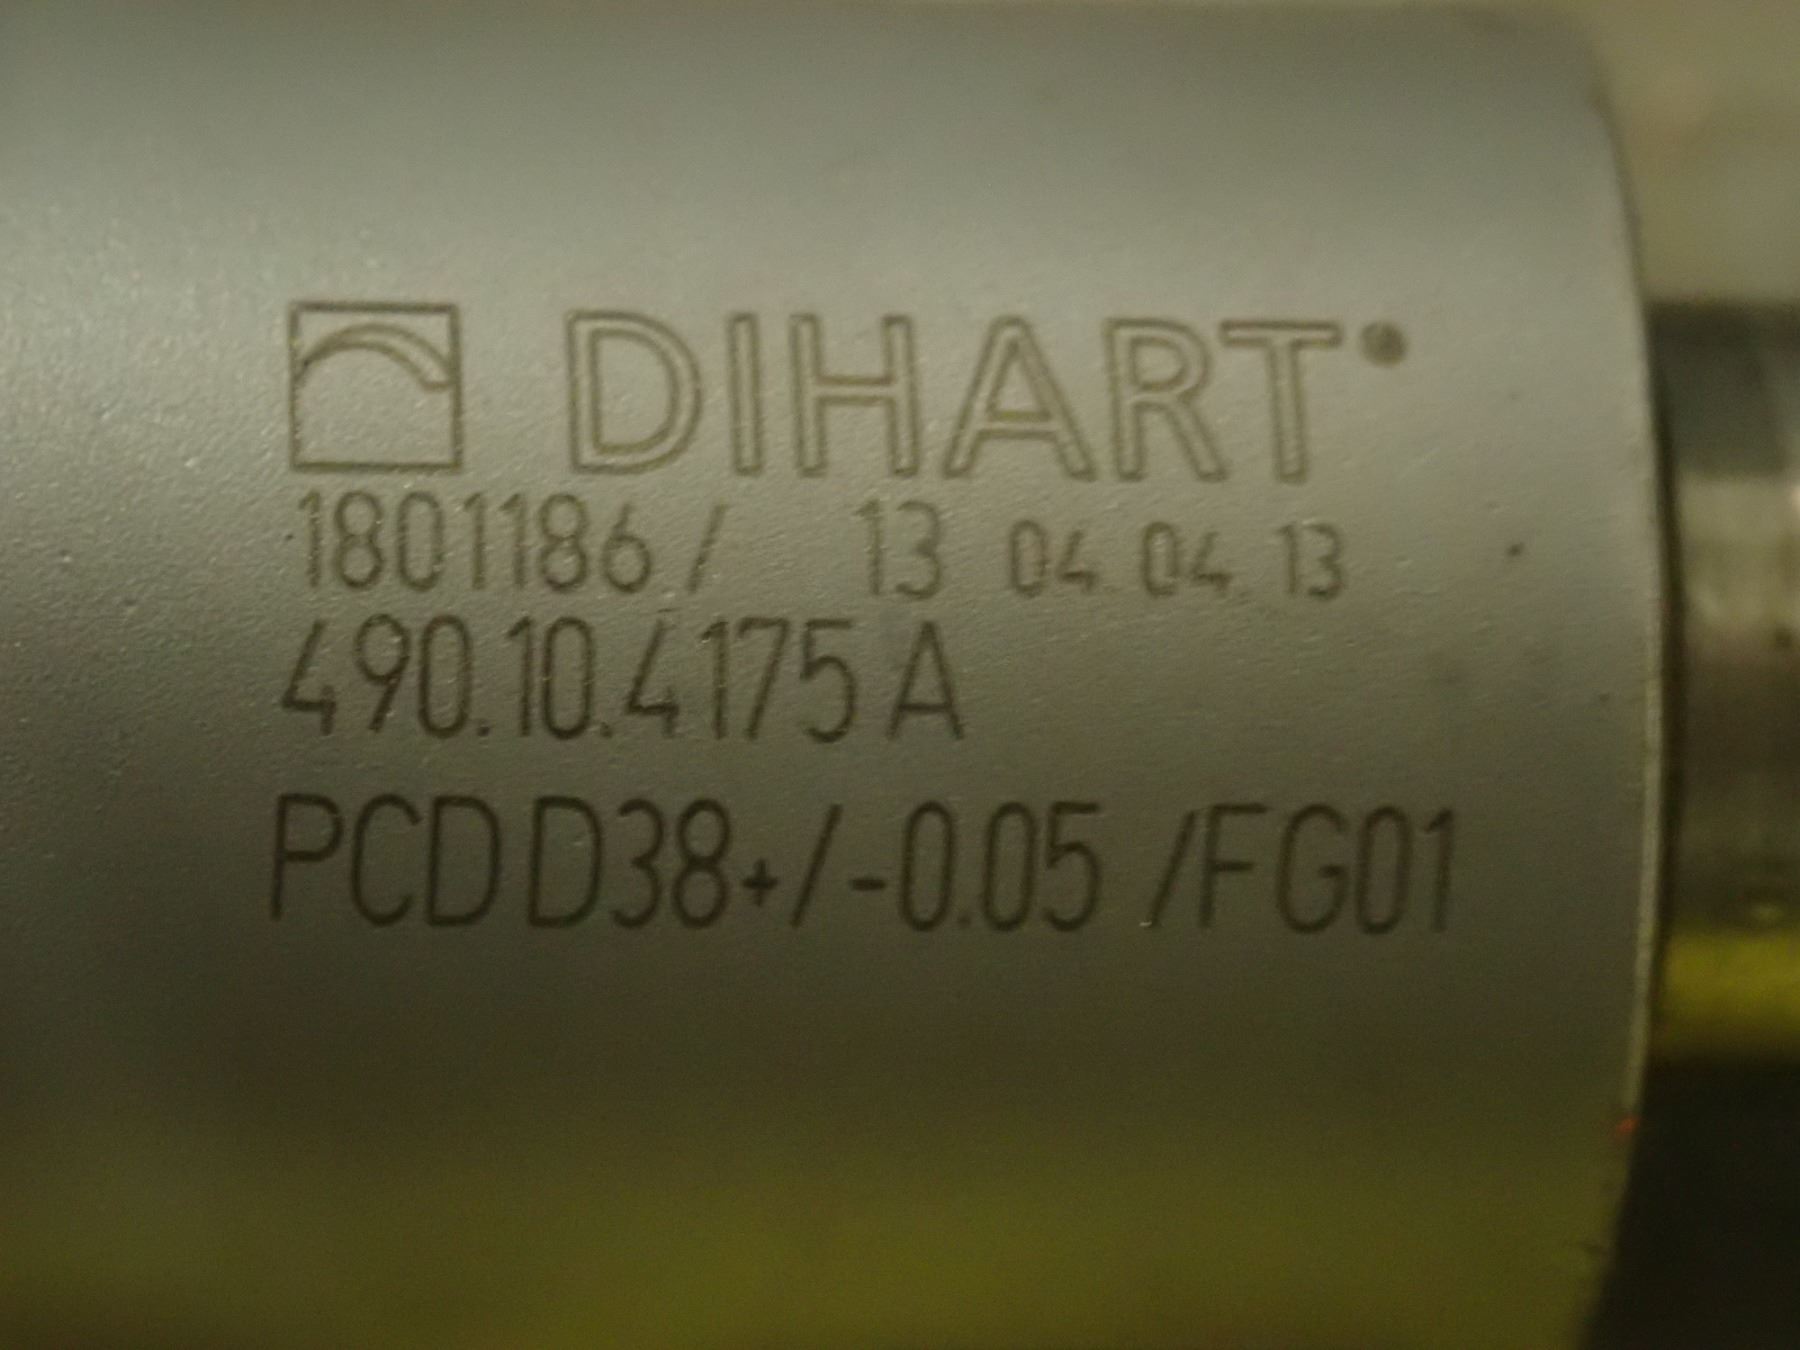 DIHART
1801186/ 13 04.04.13
490.10.4175 A
PCD D38+/-0.05 /FG01